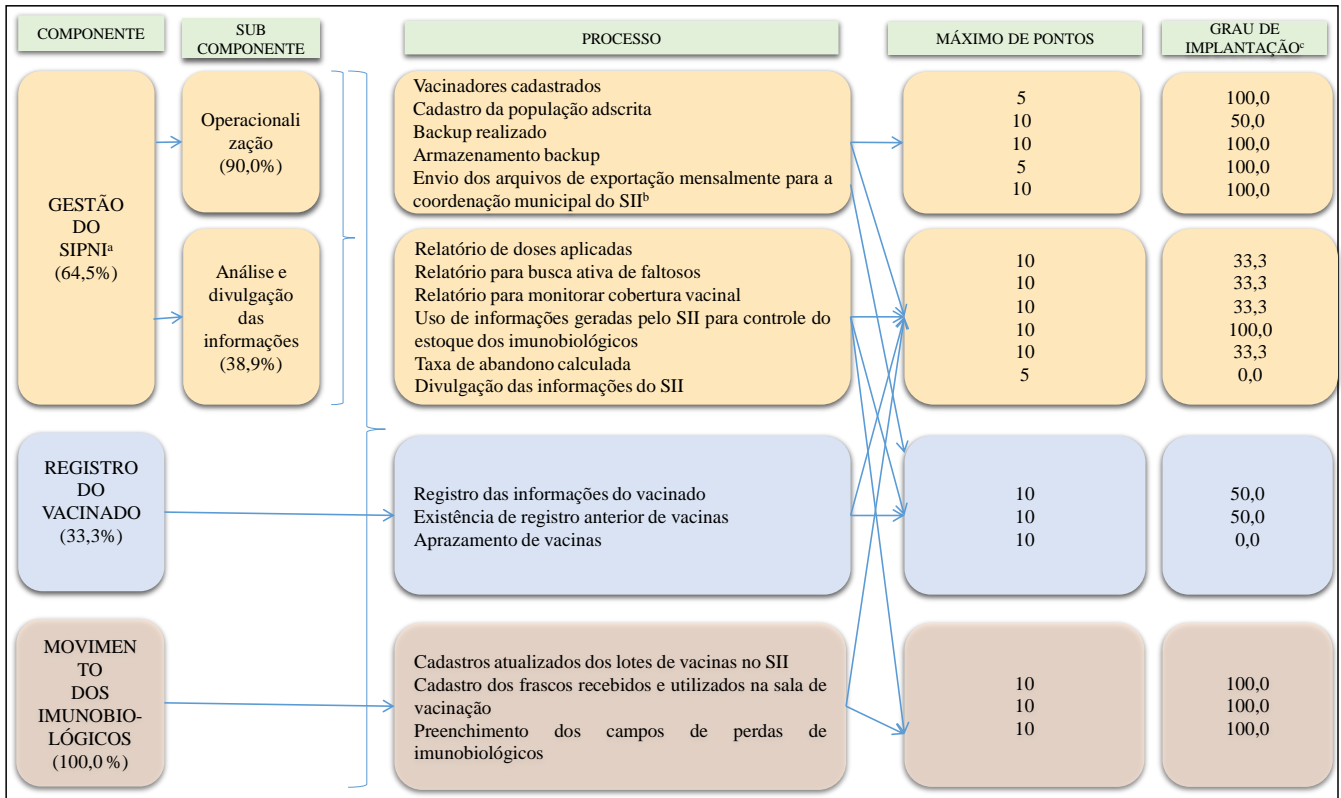 COMPONENTE
SUB
COMPONENTE
PROCESSO
MÁXIMO DE PONTOS
GRAU DE
IMPLANTAÇÃOᶜ
GESTÃO
DO
SIPNIᵃ
(64,5%)
Operacionali
zação
(90,0%)
Vacinadores cadastrados
Cadastro da população adscrita
Backup realizado
Armazenamento backup
Envio dos arquivos de exportação mensalmente para a
coordenação municipal do SIIᵇ
5
10
10
5
10
100,0
50,0
100,0
100,0
100,0
Análise e
divulgação
das
informações
(38,9%)
Relatório de doses aplicadas
Relatório para busca ativa de faltosos
Relatório para monitorar cobertura vacinal
Uso de informações geradas pelo SII para controle do
estoque dos imunobiológicos
Taxa de abandono calculada
Divulgação das informações do SII
10
10
10
10
10
5
33,3
33,3
33,3
100,0
33,3
0,0
REGISTRO
DO
VACINADO
(33,3%)
Registro das informações do vacinado
Existência de registro anterior de vacinas
Aprazamento de vacinas
10
10
10
50,0
50,0
0,0
MOVIMEN
TO
DOS
IMUNOBIO-
LÓGICOS
(100,0 %)
Cadastros atualizados dos lotes de vacinas no SII
Cadastro dos frascos recebidos e utilizados na sala de
vacinação
Preenchimento dos campos de perdas de
imunobiológicos
10
10
10
100,0
100,0
100,0